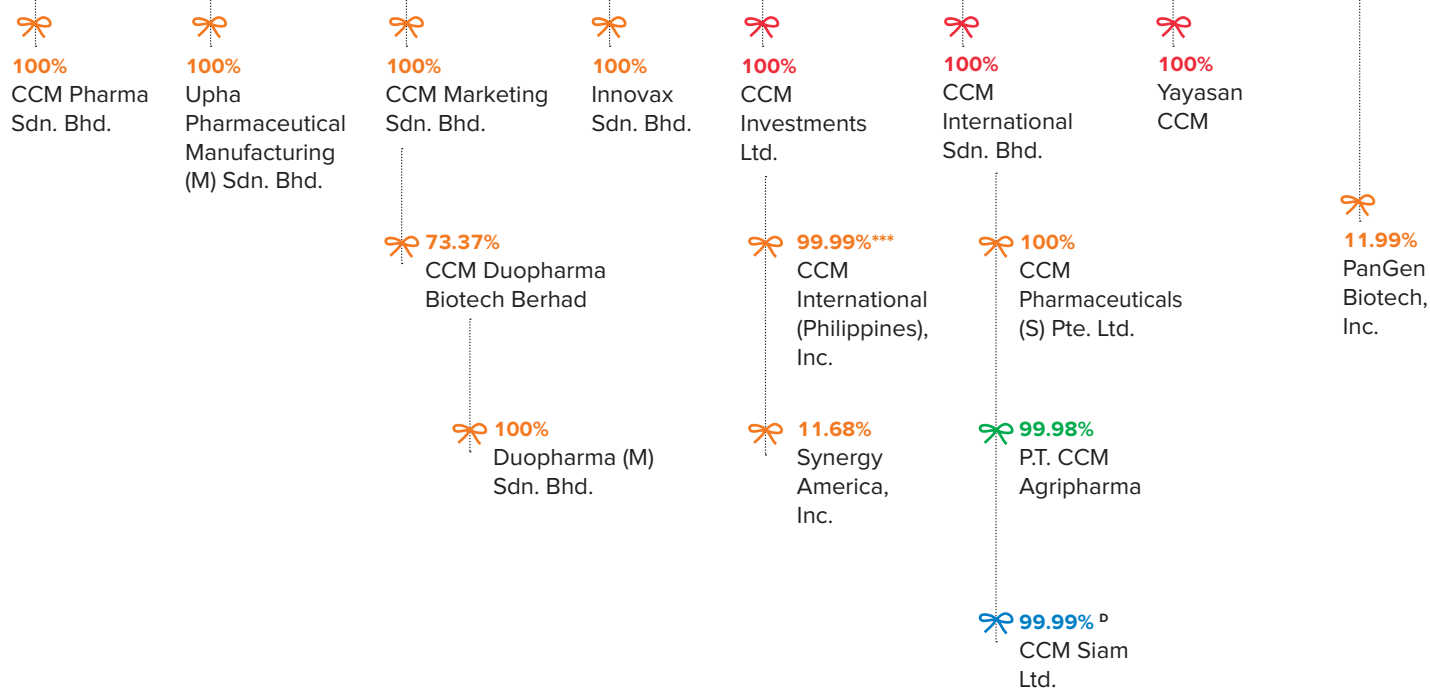 100%
CCM Pharma
Sdn. Bhd.
100%
Upha
Pharmaceutical
Manufacturing
(M) Sdn. Bhd.
100%
CCM Marketing
Sdn. Bhd.
73.37%
CCM Duopharma
Biotech Berhad
100%
Duopharma (M)
Sdn. Bhd.
100%
Innovax
Sdn. Bhd.
100%
CCM
Investments
Ltd.
99.99%***
CCM
International
(Philippines),
Inc.
11.68%
Synergy
America,
Inc.
100%
CCM
International
Sdn. Bhd.
100%
CCM
Pharmaceuticals
(S) Pte. Ltd.
99.98%
P.T. CCM
Agripharma
99.99% D
CCM Siam
Ltd.
100%
Yayasan
CCM
11.99%
PanGen
Biotech,
Inc.